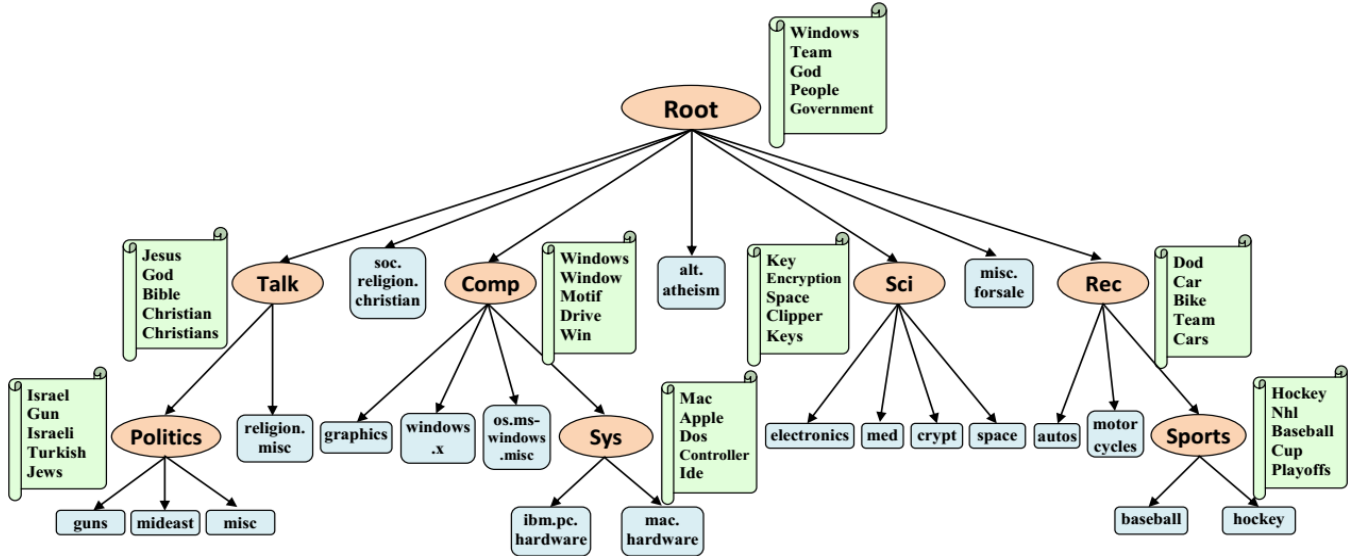 Windows
Team
God
People
Government
Root
Jesus
God
Bible
Christian
Christians
Talk
soc.
religion.
christian
Comp
Windows
Window
Motif
Drive
Win
alt.
atheism
Key
Encryption
Space
Clipper
Keys
Sci
misc.
forsale
Rec
Dod
Car
Bike
Team
Cars
Israel
Gun
Israeli
Turkish
Jews
Politics
religion.
misc
graphics
windows
.x
os.ms-
windows
.misc
Sys
Mac
Apple
Dos
Controller
Ide
electronics
med
crypt
space
autos
motor
cycles
Sports
Hockey
Nhl
Baseball
Cup
Playoffs
guns
mideast
misc
ibm.pc.
hardware
mac.
hardware
baseball
hockey